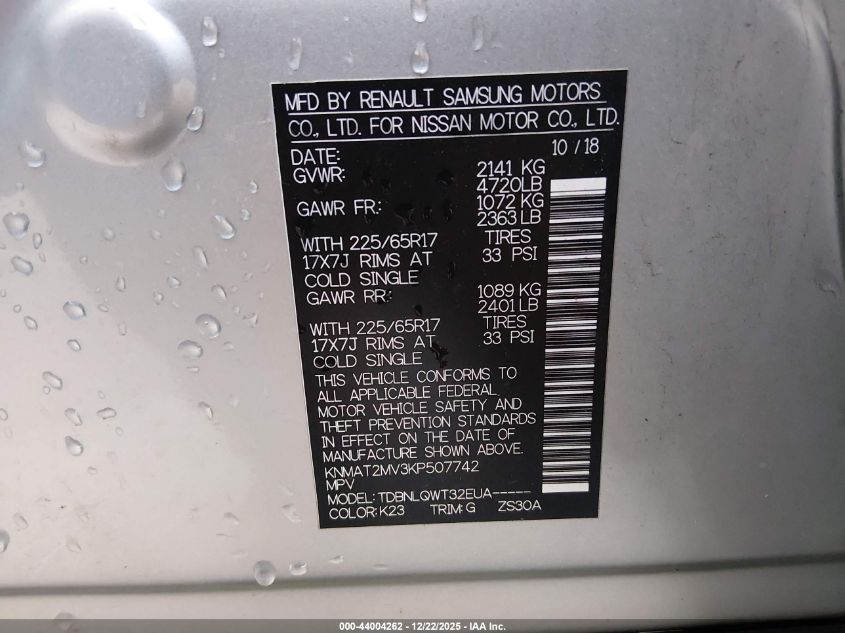 MFD BY RENAULT SAMSUNG MOTORS
CO., LTD. FOR NISSAN MOTOR CO., LTD.
DATE: 10 / 18
GVWR: 2141 KG
4720LB
GAWR FR: 1072 KG
2363 LB
WITH 225/65R17 TIRES
17X7J RIMS AT 33 PSI
COLD SINGLE
GAWR RR: 1089 KG
2401LB
WITH 225/65R17 TIRES
17X7J RIMS AT 33 PSI
COLD SINGLE
THIS VEHICLE CONFORMS TO
ALL APPLICABLE FEDERAL
MOTOR VEHICLE SAFETY AND
THEFT PREVENTION STANDARDS
IN EFFECT ON THE DATE OF
MANUFACTURE SHOWN ABOVE.
KNMAT2MV3KP507742
MPV
MODEL: TDBNLQWT32EUA-----
COLOR: K23 TRIM: G ZS30A
000-44004262 - 12/22/2025 - IAA Inc.